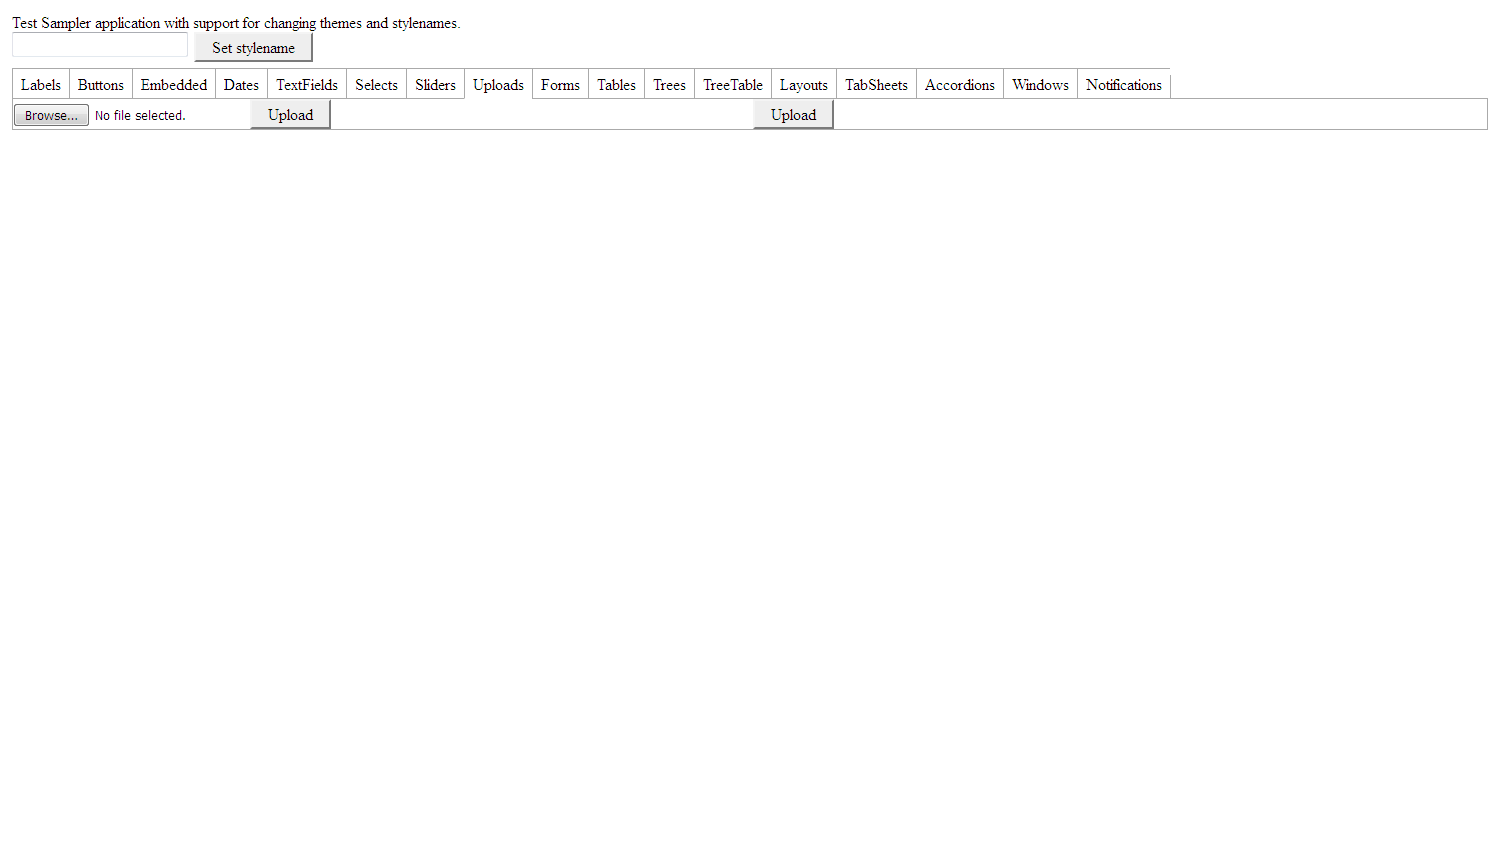 Test Sampler application with support for changing themes and stylenames.
Set stylename
Labels Buttons Embedded Dates TextFields Selects Sliders Uploads Forms Tables Trees TreeTable Layouts TabSheets Accordions Windows Notifications
Browse... No file selected. Upload Upload